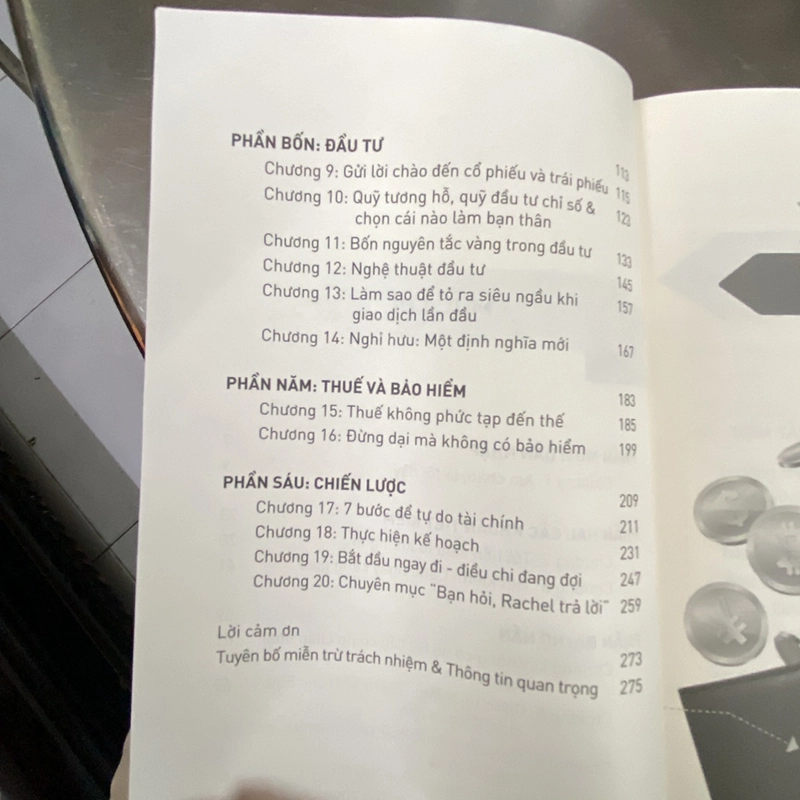 PHẦN BỐN: ĐẦU TƯ 113
Chương 9: Gửi lời chào đến cổ phiếu và trái phiếu 115
Chương 10: Quỹ tương hỗ, quỹ đầu tư chỉ số & 123
chọn cái nào làm bạn thân
Chương 11: Bốn nguyên tắc vàng trong đầu tư 133
Chương 12: Nghệ thuật đầu tư 145
Chương 13: Làm sao để tỏ ra siêu ngầu khi 157
giao dịch lần đầu
Chương 14: Nghỉ hưu: Một định nghĩa mới 167
PHẦN NĂM: THUẾ VÀ BẢO HIỂM 183
Chương 15: Thuế không phức tạp đến thế 185
Chương 16: Đừng dại mà không có bảo hiểm 199
PHẦN SÁU: CHIẾN LƯỢC 209
Chương 17: 7 bước để tự do tài chính 211
Chương 18: Thực hiện kế hoạch 231
Chương 19: Bắt đầu ngay đi - điều chi đang đợi 247
Chương 20: Chuyên mục "Bạn hỏi, Rachel trả lời" 259
Lời cảm ơn 273
Tuyên bố miễn trừ trách nhiệm & Thông tin quan trọng 275